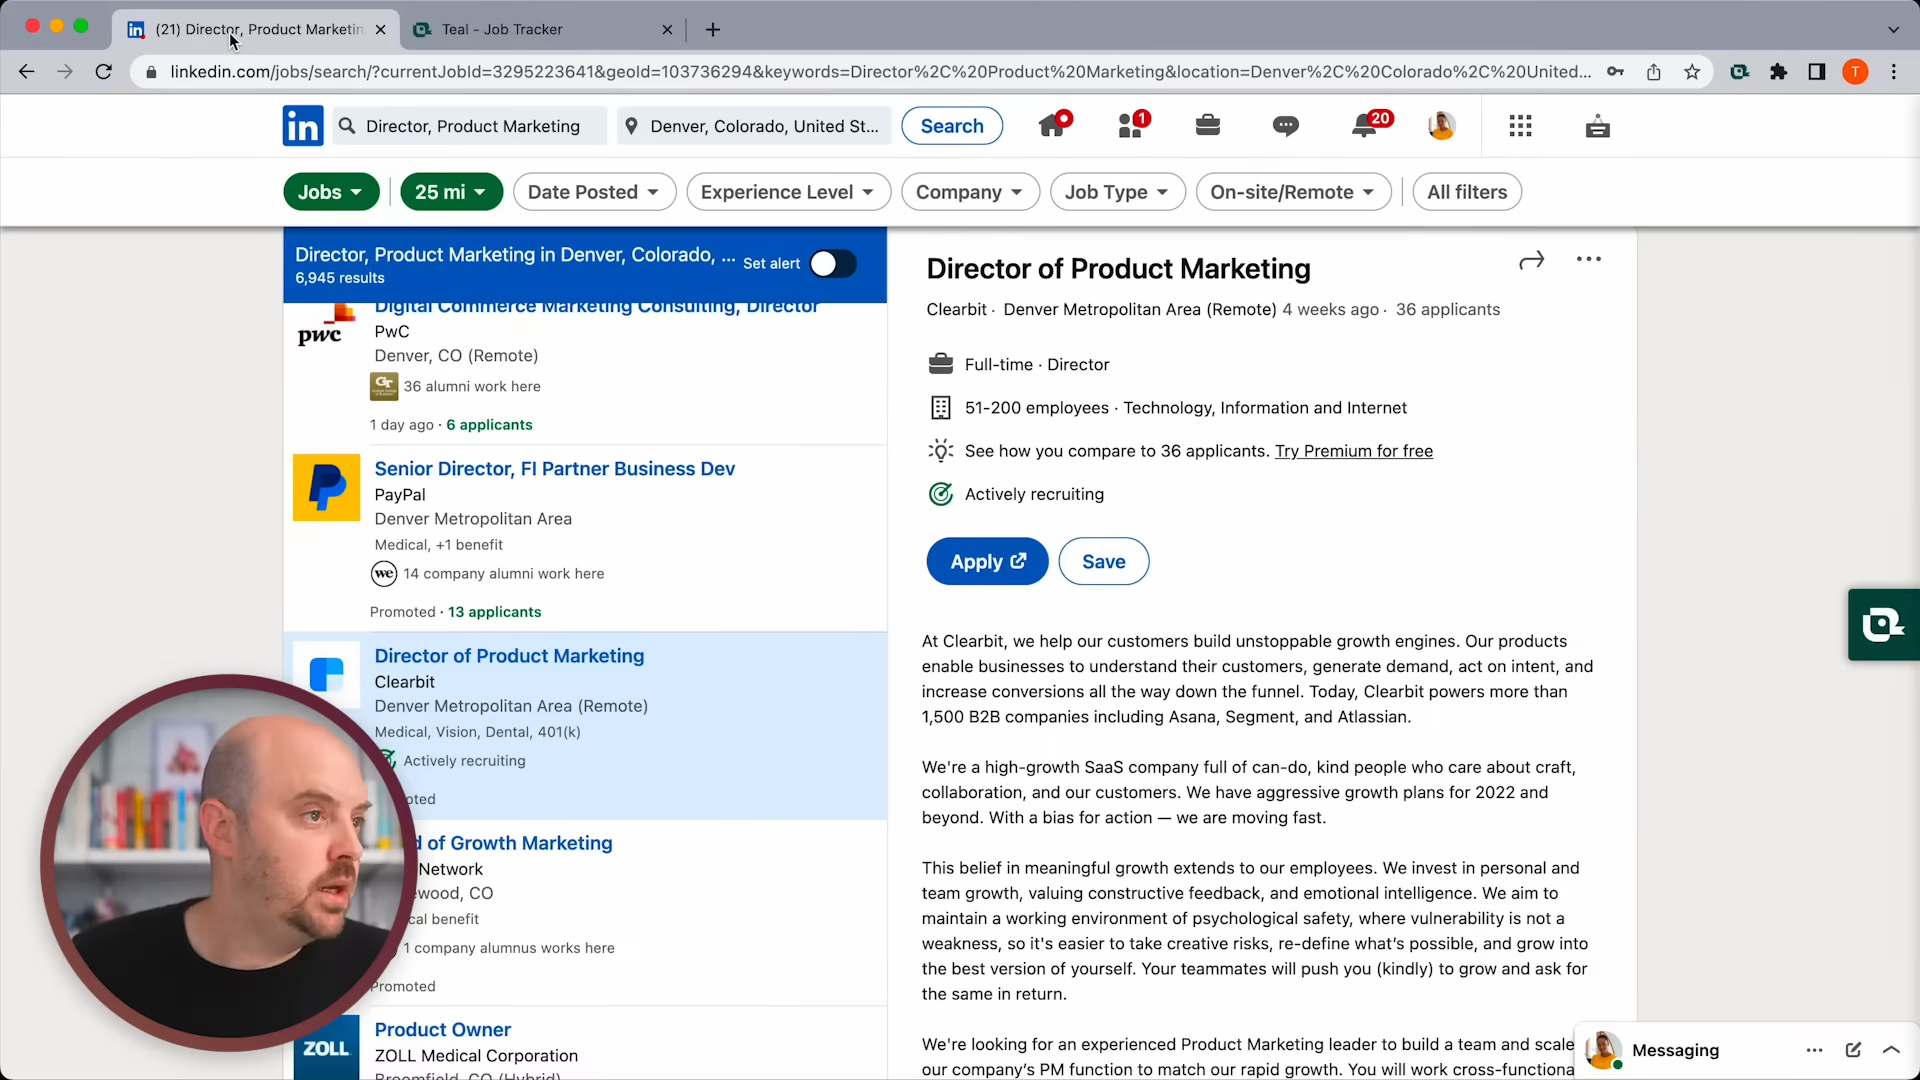 (21) Director, Product Marketin
Teal - Job Tracker
linkedin.com/jobs/search/?currentJobId=3295223641&geoId=103736294&keywords=Director%2C%20Product%20Marketing&location=Denver%2C%20Colorado%2C%20United...
T
in
Director, Product Marketing
Denver, Colorado, United St...
Search
1
20
Jobs
25 mi
Date Posted
Experience Level
Company
Job Type
On-site/Remote
All filters
Director, Product Marketing in Denver, Colorado, ...
6,945 results
Set alert
Digital Commerce Marketing Consulting, Director
pwc
PwC
Denver, CO (Remote)
GT
36 alumni work here
1 day ago · 6 applicants
Senior Director, FI Partner Business Dev
PayPal
Denver Metropolitan Area
Medical, +1 benefit
we
14 company alumni work here
Promoted · 13 applicants
Director of Product Marketing
Clearbit
Denver Metropolitan Area (Remote)
Medical, Vision, Dental, 401(k)
Actively recruiting
oted
d of Growth Marketing
Network
ewood, CO
cal benefit
1 company alumnus works here
Promoted
ZOLL
Product Owner
ZOLL Medical Corporation
Broomfield, CO (Hybrid)
Director of Product Marketing
Clearbit · Denver Metropolitan Area (Remote) 4 weeks ago · 36 applicants
Full-time · Director
51-200 employees · Technology, Information and Internet
See how you compare to 36 applicants. Try Premium for free
Actively recruiting
Apply
Save
At Clearbit, we help our customers build unstoppable growth engines. Our products
enable businesses to understand their customers, generate demand, act on intent, and
increase conversions all the way down the funnel. Today, Clearbit powers more than
1,500 B2B companies including Asana, Segment, and Atlassian.
We're a high-growth SaaS company full of can-do, kind people who care about craft,
collaboration, and our customers. We have aggressive growth plans for 2022 and
beyond. With a bias for action — we are moving fast.
This belief in meaningful growth extends to our employees. We invest in personal and
team growth, valuing constructive feedback, and emotional intelligence. We aim to
maintain a working environment of psychological safety, where vulnerability is not a
weakness, so it's easier to take creative risks, re-define what's possible, and grow into
the best version of yourself. Your teammates will push you (kindly) to grow and ask for
the same in return.
We're looking for an experienced Product Marketing leader to build a team and scale
our company's PM function to match our rapid growth. You will work cross-functiona
Messaging